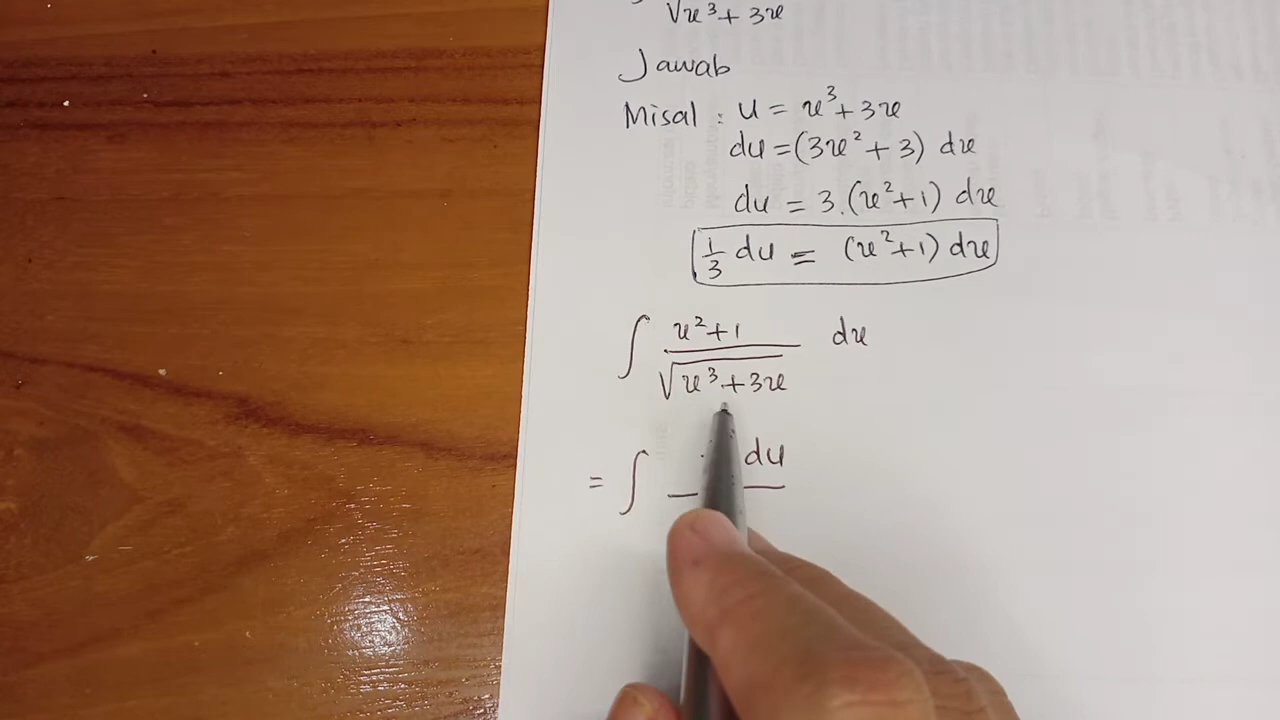 √x³ + 3x
Jawab
Misal : u = x³ + 3x
du = (3x² + 3) dx
du = 3.(x² + 1) dx
1/3 du = (x² + 1) dx
∫ (x² + 1)/√(x³ + 3x) dx
= ∫ du